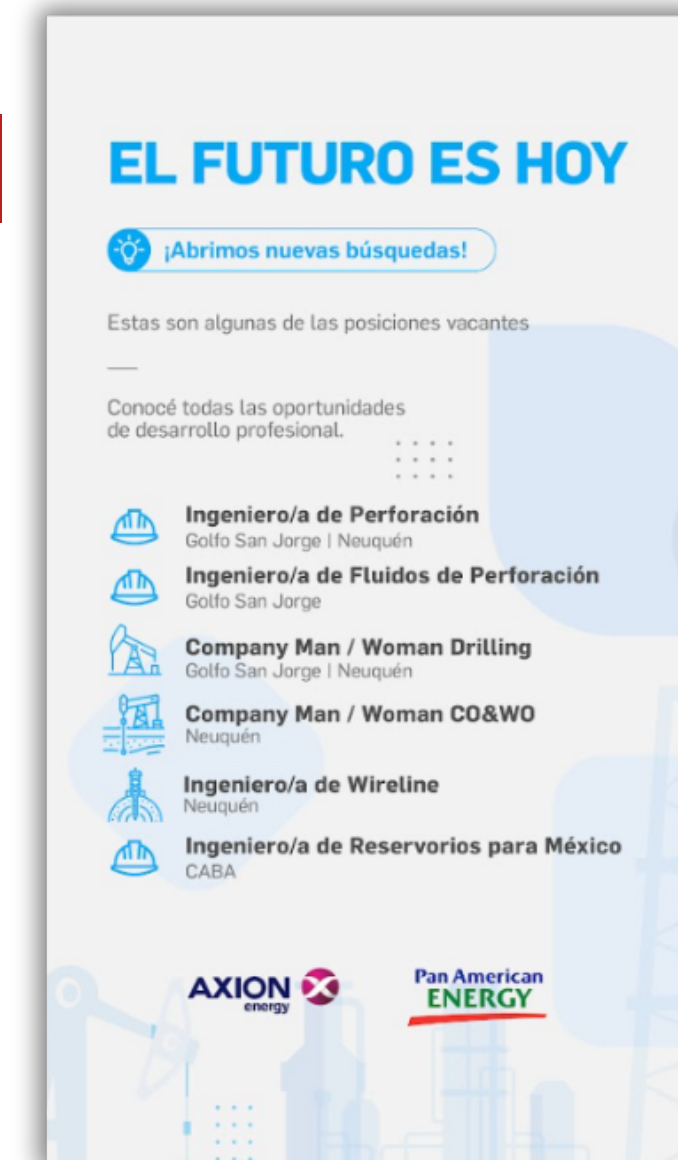 EL FUTURO ES HOY
¡Abrimos nuevas búsquedas!
Estas son algunas de las posiciones vacantes
Conocé todas las oportunidades
de desarrollo profesional.
Ingeniero/a de Perforación
Golfo San Jorge | Neuquén
Ingeniero/a de Fluidos de Perforación
Golfo San Jorge
Company Man / Woman Drilling
Golfo San Jorge | Neuquén
Company Man / Woman CO&WO
Neuquén
Ingeniero/a de Wireline
Neuquén
Ingeniero/a de Reservorios para México
CABA
AXION
energy
Pan American
ENERGY